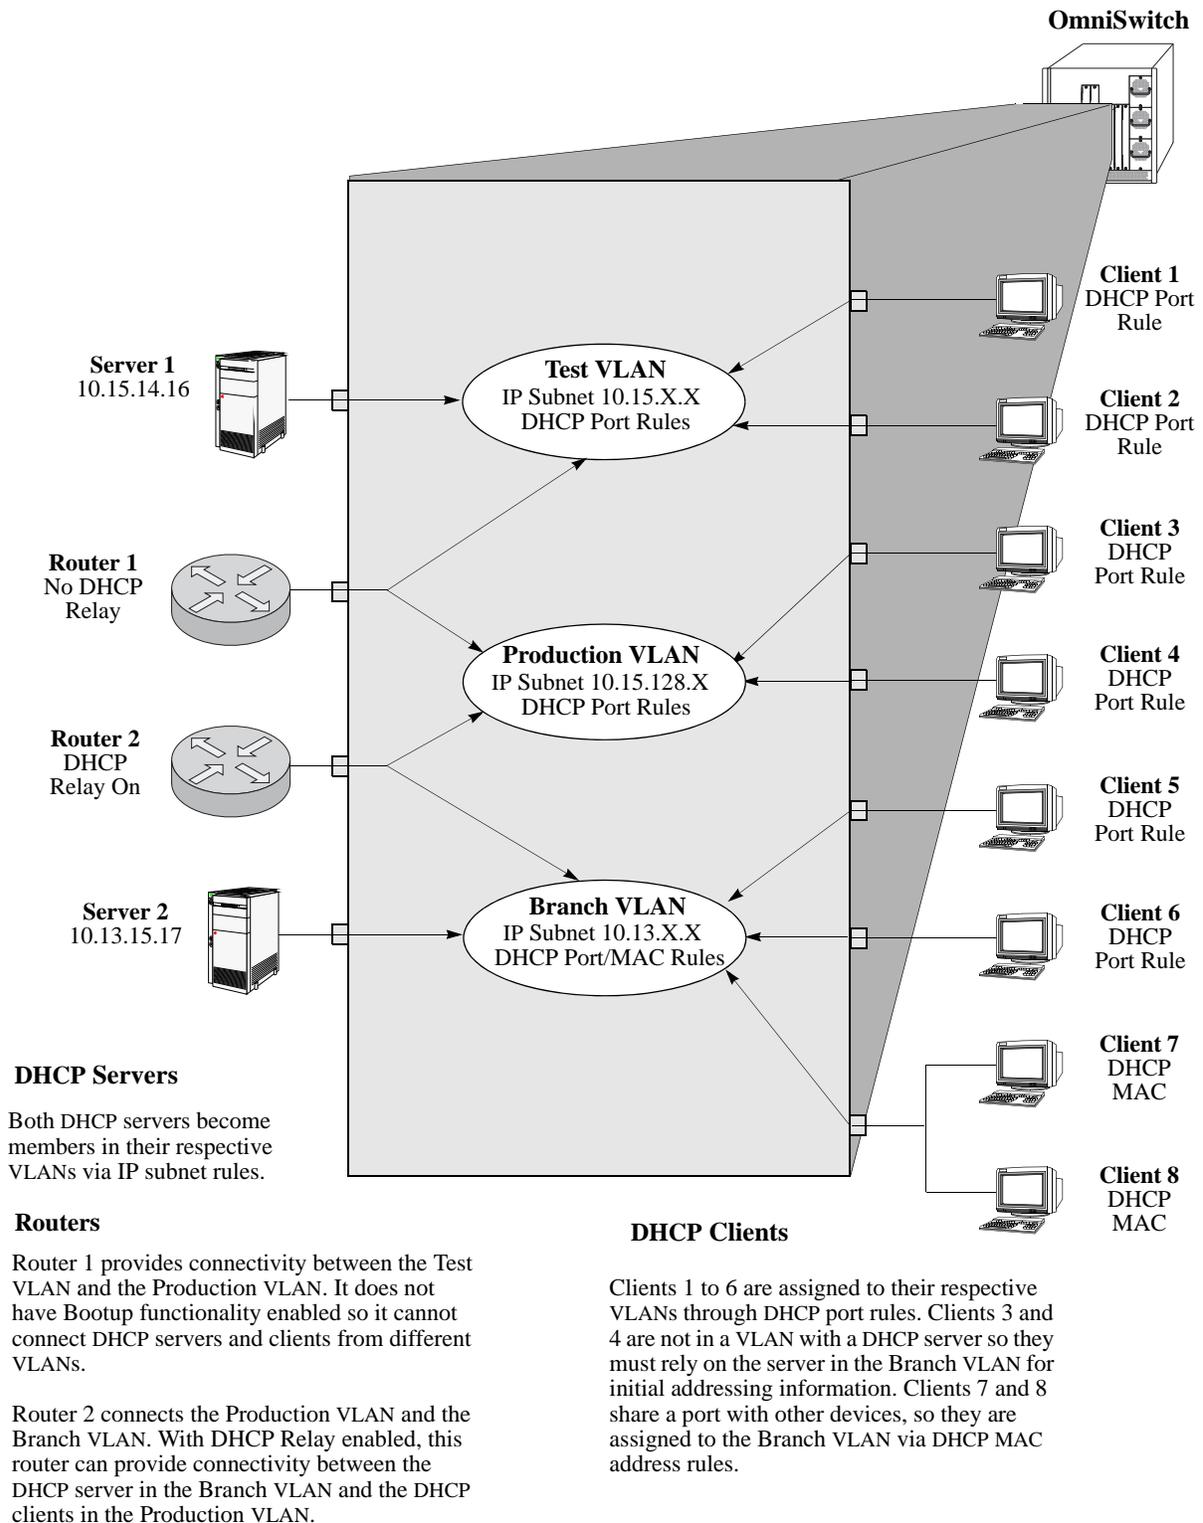 OmniSwitch
Client 1
DHCP Port
Rule
Server 1
10.15.14.16
Test VLAN
IP Subnet 10.15.X.X
DHCP Port Rules
Client 2
DHCP Port
Rule
Router 1
No DHCP
Relay
Client 3
DHCP
Port Rule
Production VLAN
IP Subnet 10.15.128.X
DHCP Port Rules
Client 4
DHCP
Port Rule
Router 2
DHCP
Relay On
Client 5
DHCP
Port Rule
Server 2
10.13.15.17
Branch VLAN
IP Subnet 10.13.X.X
DHCP Port/MAC Rules
Client 6
DHCP
Port Rule
Client 7
DHCP
MAC
Client 8
DHCP
MAC
DHCP Servers
Both DHCP servers become
members in their respective
VLANs via IP subnet rules.
Routers
Router 1 provides connectivity between the Test
VLAN and the Production VLAN. It does not
have Bootup functionality enabled so it cannot
connect DHCP servers and clients from different
VLANs.
Router 2 connects the Production VLAN and the
Branch VLAN. With DHCP Relay enabled, this
router can provide connectivity between the
DHCP server in the Branch VLAN and the DHCP
clients in the Production VLAN.
DHCP Clients
Clients 1 to 6 are assigned to their respective
VLANs through DHCP port rules. Clients 3 and
4 are not in a VLAN with a DHCP server so they
must rely on the server in the Branch VLAN for
initial addressing information. Clients 7 and 8
share a port with other devices, so they are
assigned to the Branch VLAN via DHCP MAC
address rules.